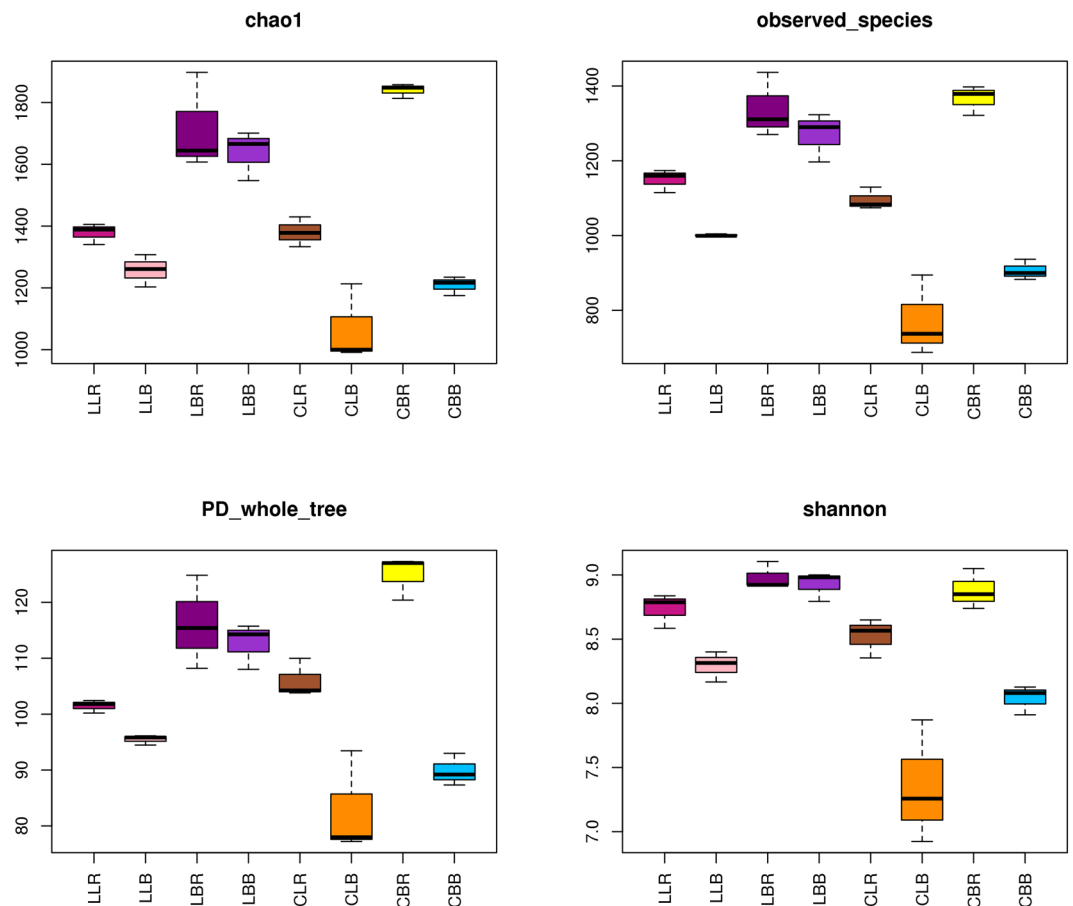 chao1
1000 1200 1400 1600 1800
LLR LLB LBR LBB CLR CLB CBR CBB
observed_species
800 1000 1200 1400
LLR LLB LBR LBB CLR CLB CBR CBB
PD_whole_tree
80 90 100 110 120
LLR LLB LBR LBB CLR CLB CBR CBB
shannon
7.0 7.5 8.0 8.5 9.0
LLR LLB LBR LBB CLR CLB CBR CBB